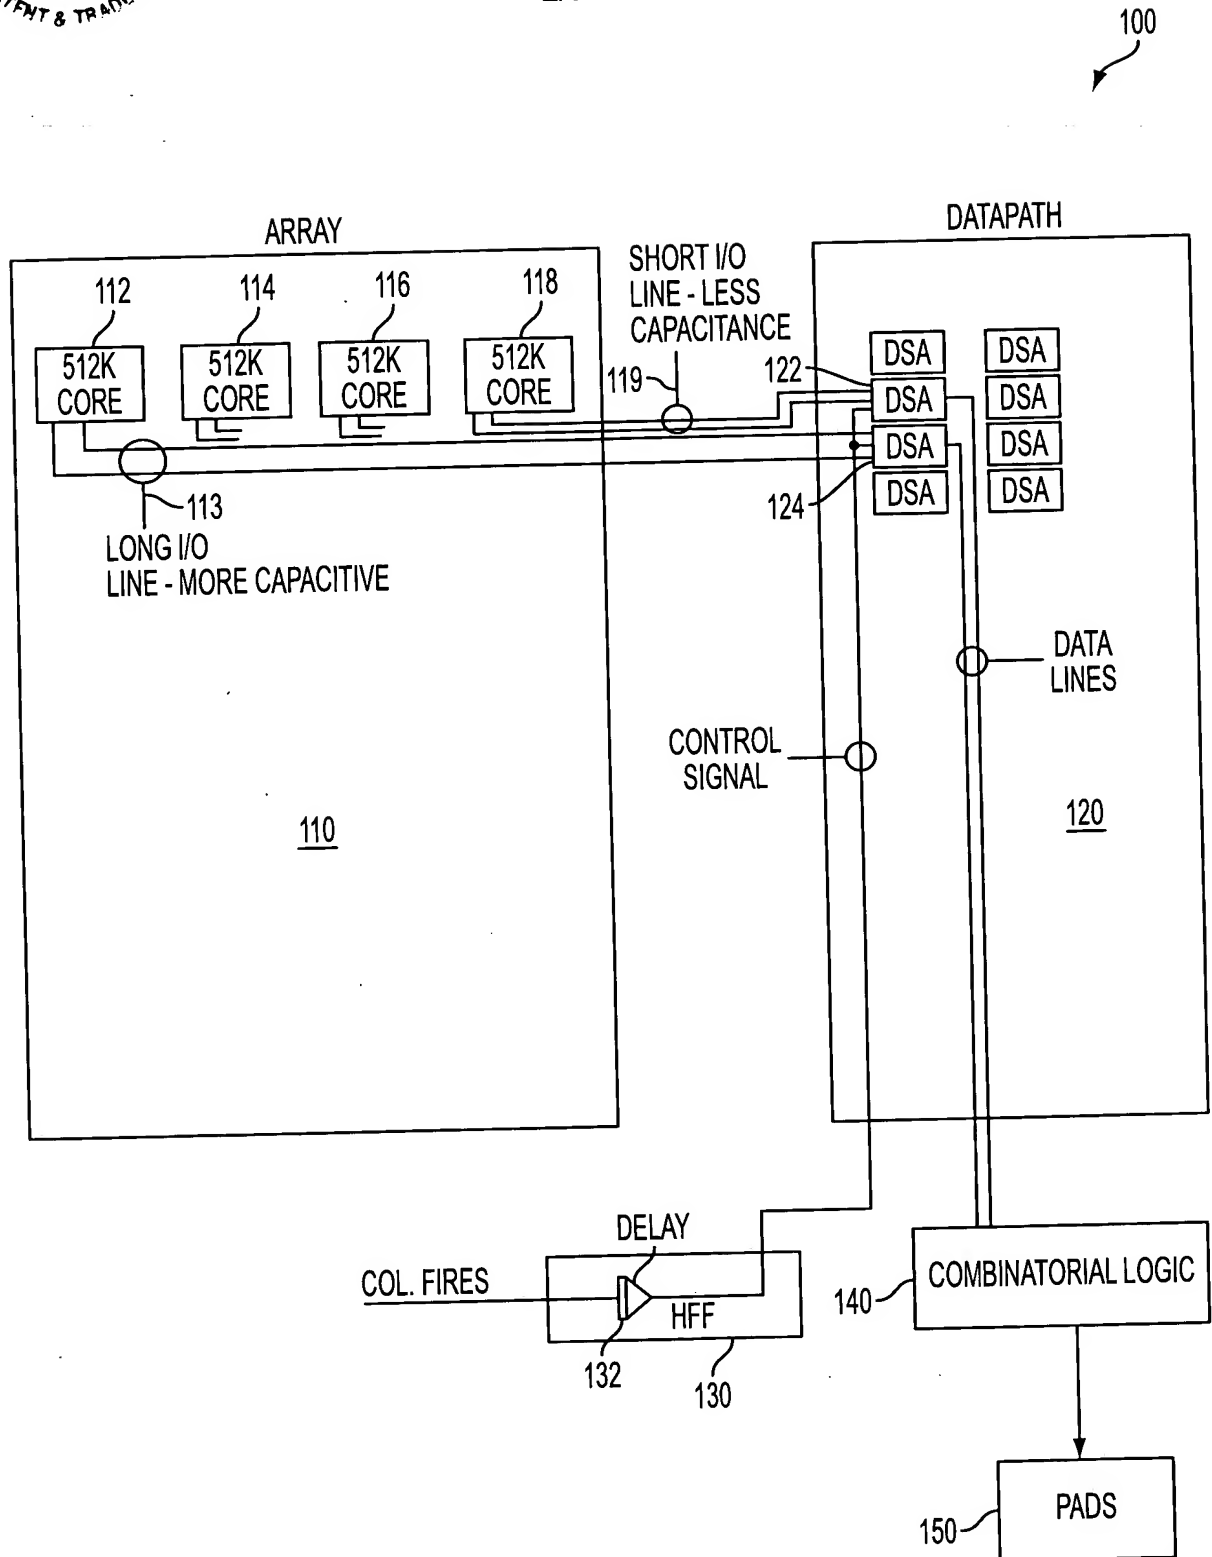 100
ARRAY
DATAPATH
112
114
116
118
SHORT I/O
LINE - LESS
CAPACITANCE
512K
CORE
512K
CORE
512K
CORE
512K
CORE
119
122
124
DSA
DSA
DSA
DSA
DSA
DSA
DSA
DSA
113
LONG I/O
LINE - MORE CAPACITIVE
DATA
LINES
CONTROL
SIGNAL
110
120
DELAY
COL. FIRES
HFF
132
130
COMBINATORIAL LOGIC
140
PADS
150